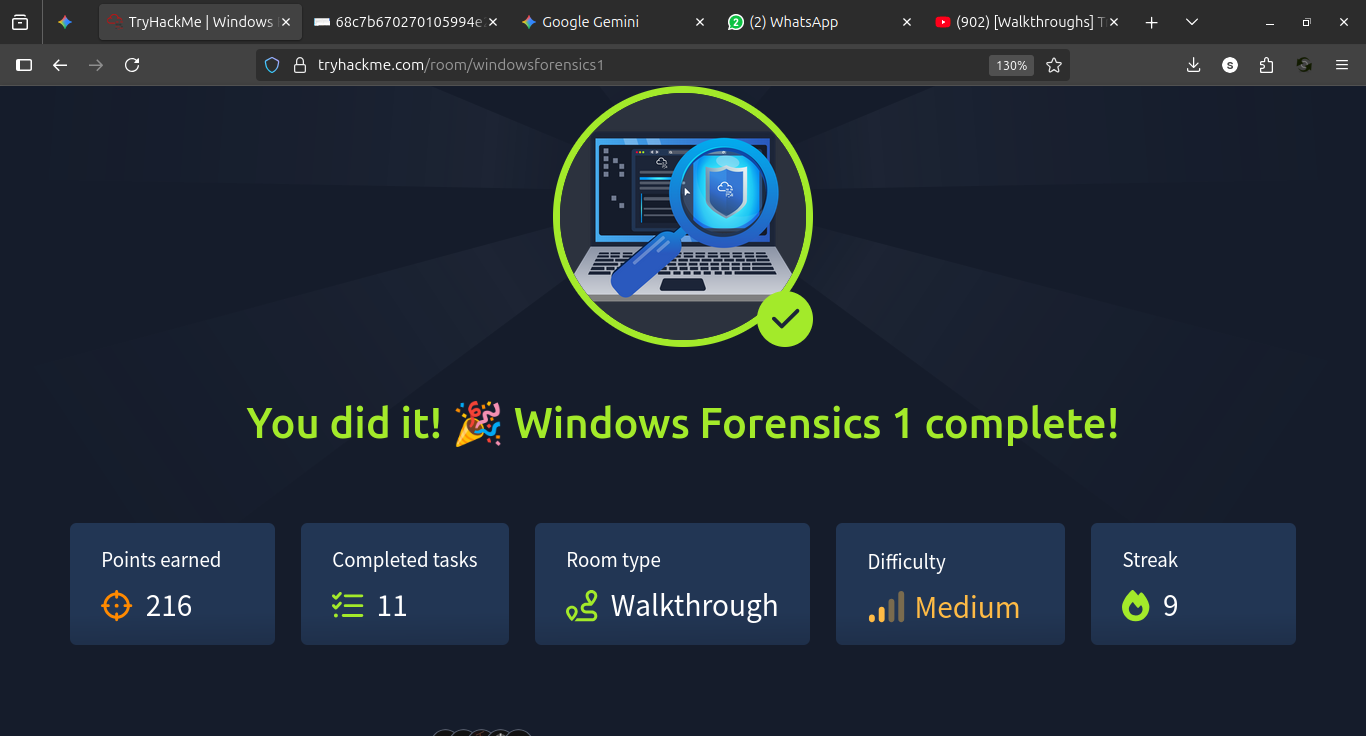 TryHackMe | Windows
68c7b670270105994e
Google Gemini
(2) WhatsApp
(902) [Walkthroughs] T
tryhackme.com/room/windowsforensics1
130%
S
You did it! 🎉 Windows Forensics 1 complete!
Points earned
216
Completed tasks
11
Room type
Walkthrough
Difficulty
Medium
Streak
9